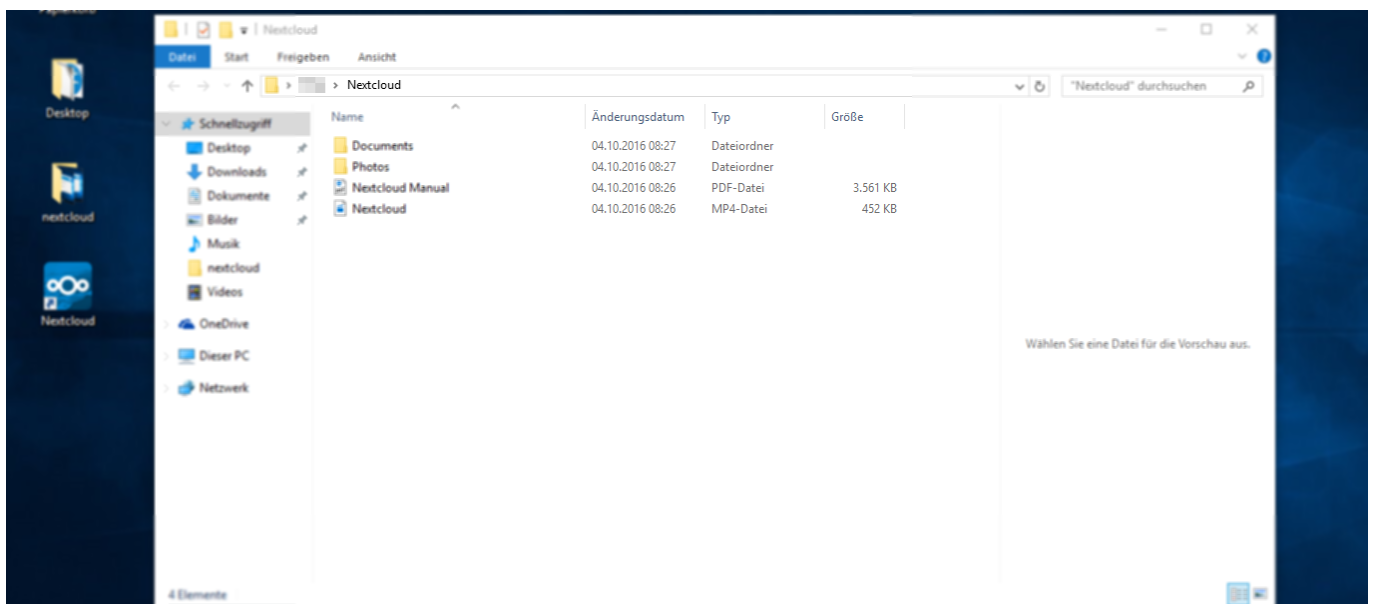 Nextcloud
Datei Start Freigeben Ansicht
Nextcloud "Nextcloud" durchsuchen
Desktop
nextcloud
Nextcloud
Schnellzugriff
Desktop
Downloads
Dokumente
Bilder
Musik
nextcloud
Videos
OneDrive
Dieser PC
Netzwerk
Name Änderungsdatum Typ Größe
Documents 04.10.2016 08:27 Dateiordner
Photos 04.10.2016 08:27 Dateiordner
Nextcloud Manual 04.10.2016 08:26 PDF-Datei 3.561 KB
Nextcloud 04.10.2016 08:26 MP4-Datei 452 KB
Wählen Sie eine Datei für die Vorschau aus.
4 Elemente